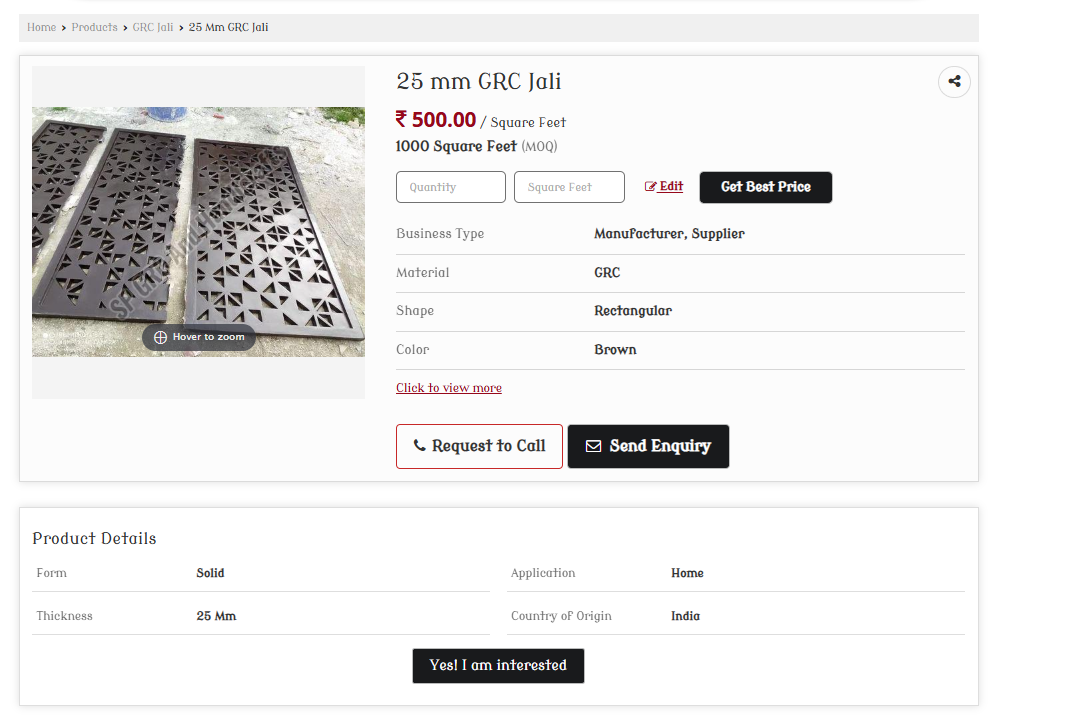 Home › Products › GRC Jali › 25 Mm GRC Jali
25 mm GRC Jali
₹ 500.00 / Square Feet
1000 Square Feet (MOQ)
Quantity Square Feet Edit Get Best Price
Business Type Manufacturer, Supplier
Material GRC
Shape Rectangular
Color Brown
Hover to zoom
Click to view more
Request to Call Send Enquiry
Product Details
Form Solid Application Home
Thickness 25 Mm Country of Origin India
Yes! I am interested